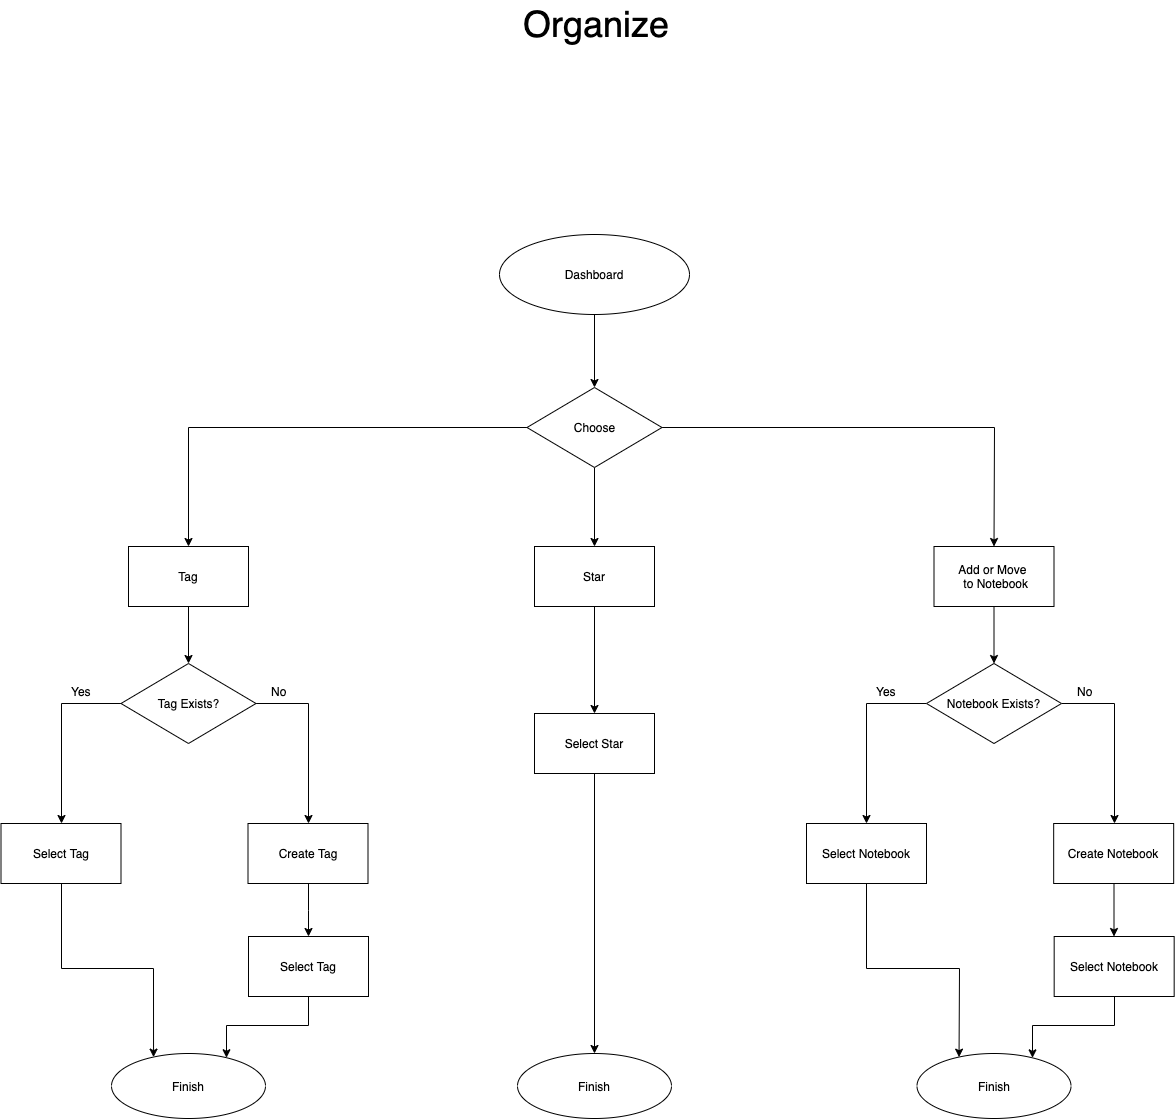 Organize
Dashboard
Choose
Tag
Star
Add or Move
to Notebook
Yes
Tag Exists?
No
Yes
Notebook Exists?
No
Select Star
Select Tag
Create Tag
Select Notebook
Create Notebook
Select Tag
Select Notebook
Finish
Finish
Finish